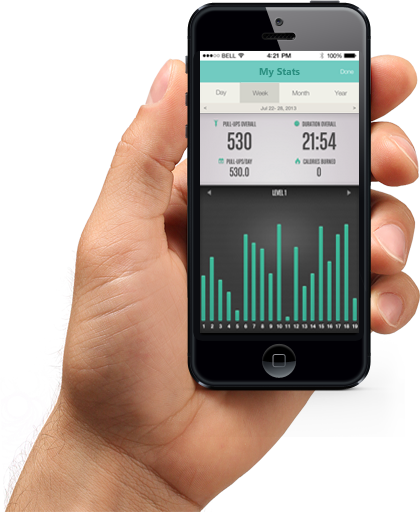 BELL 4:21 PM 100%
My Stats Done
Day Week Month Year
Jul 22- 28, 2013
PULL-UPS OVERALL DURATION OVERALL
530 21:54
PULL-UPS/DAY CALORIES BURNED
530.0 0
LEVEL 1
1 2 3 4 5 6 7 8 9 10 11 12 13 14 15 16 17 18 19